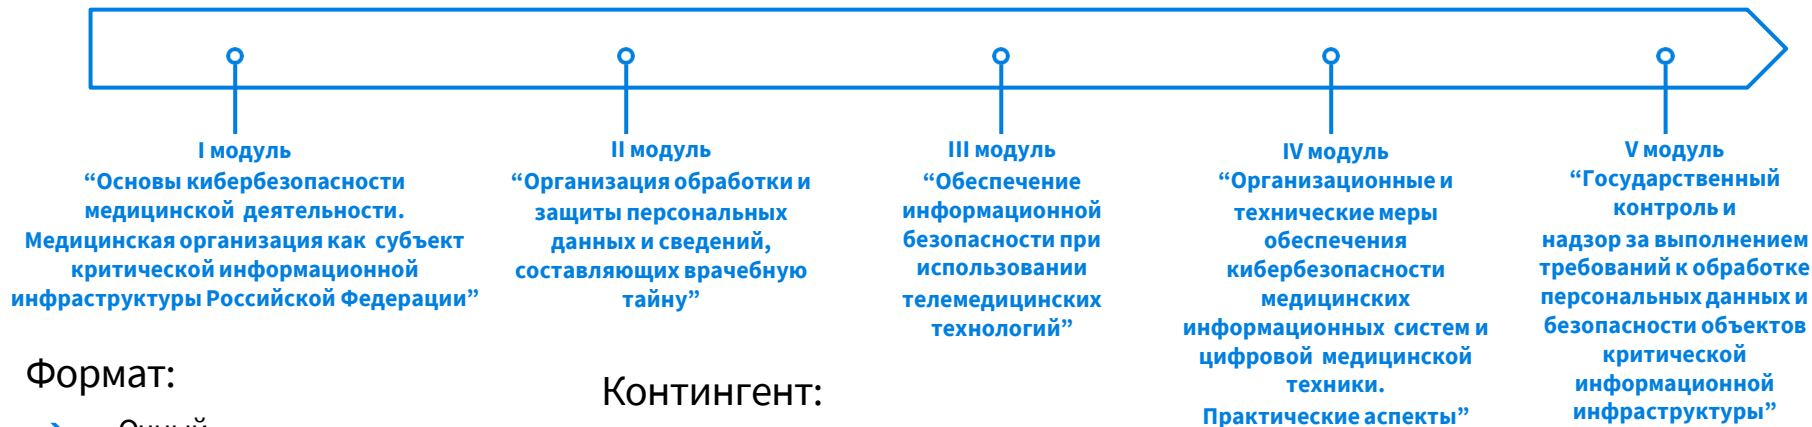 I модуль
“Основы кибербезопасности
медицинской деятельности.
Медицинская организация как субъект
критической информационной
инфраструктуры Российской Федерации”
II модуль
“Организация обработки и
защиты персональных
данных и сведений,
составляющих врачебную
тайну”
III модуль
“Обеспечение
информационной
безопасности при
использовании
телемедицинских
технологий”
IV модуль
“Организационные и
технические меры
обеспечения
кибербезопасности
медицинских
информационных систем и
цифровой медицинской
техники.
Практические аспекты”
V модуль
“Государственный
контроль и
надзор за выполнением
требований к обработке
персональных данных и
безопасности объектов
критической
информационной
инфраструктуры”
Формат:
Очный
Контингент: